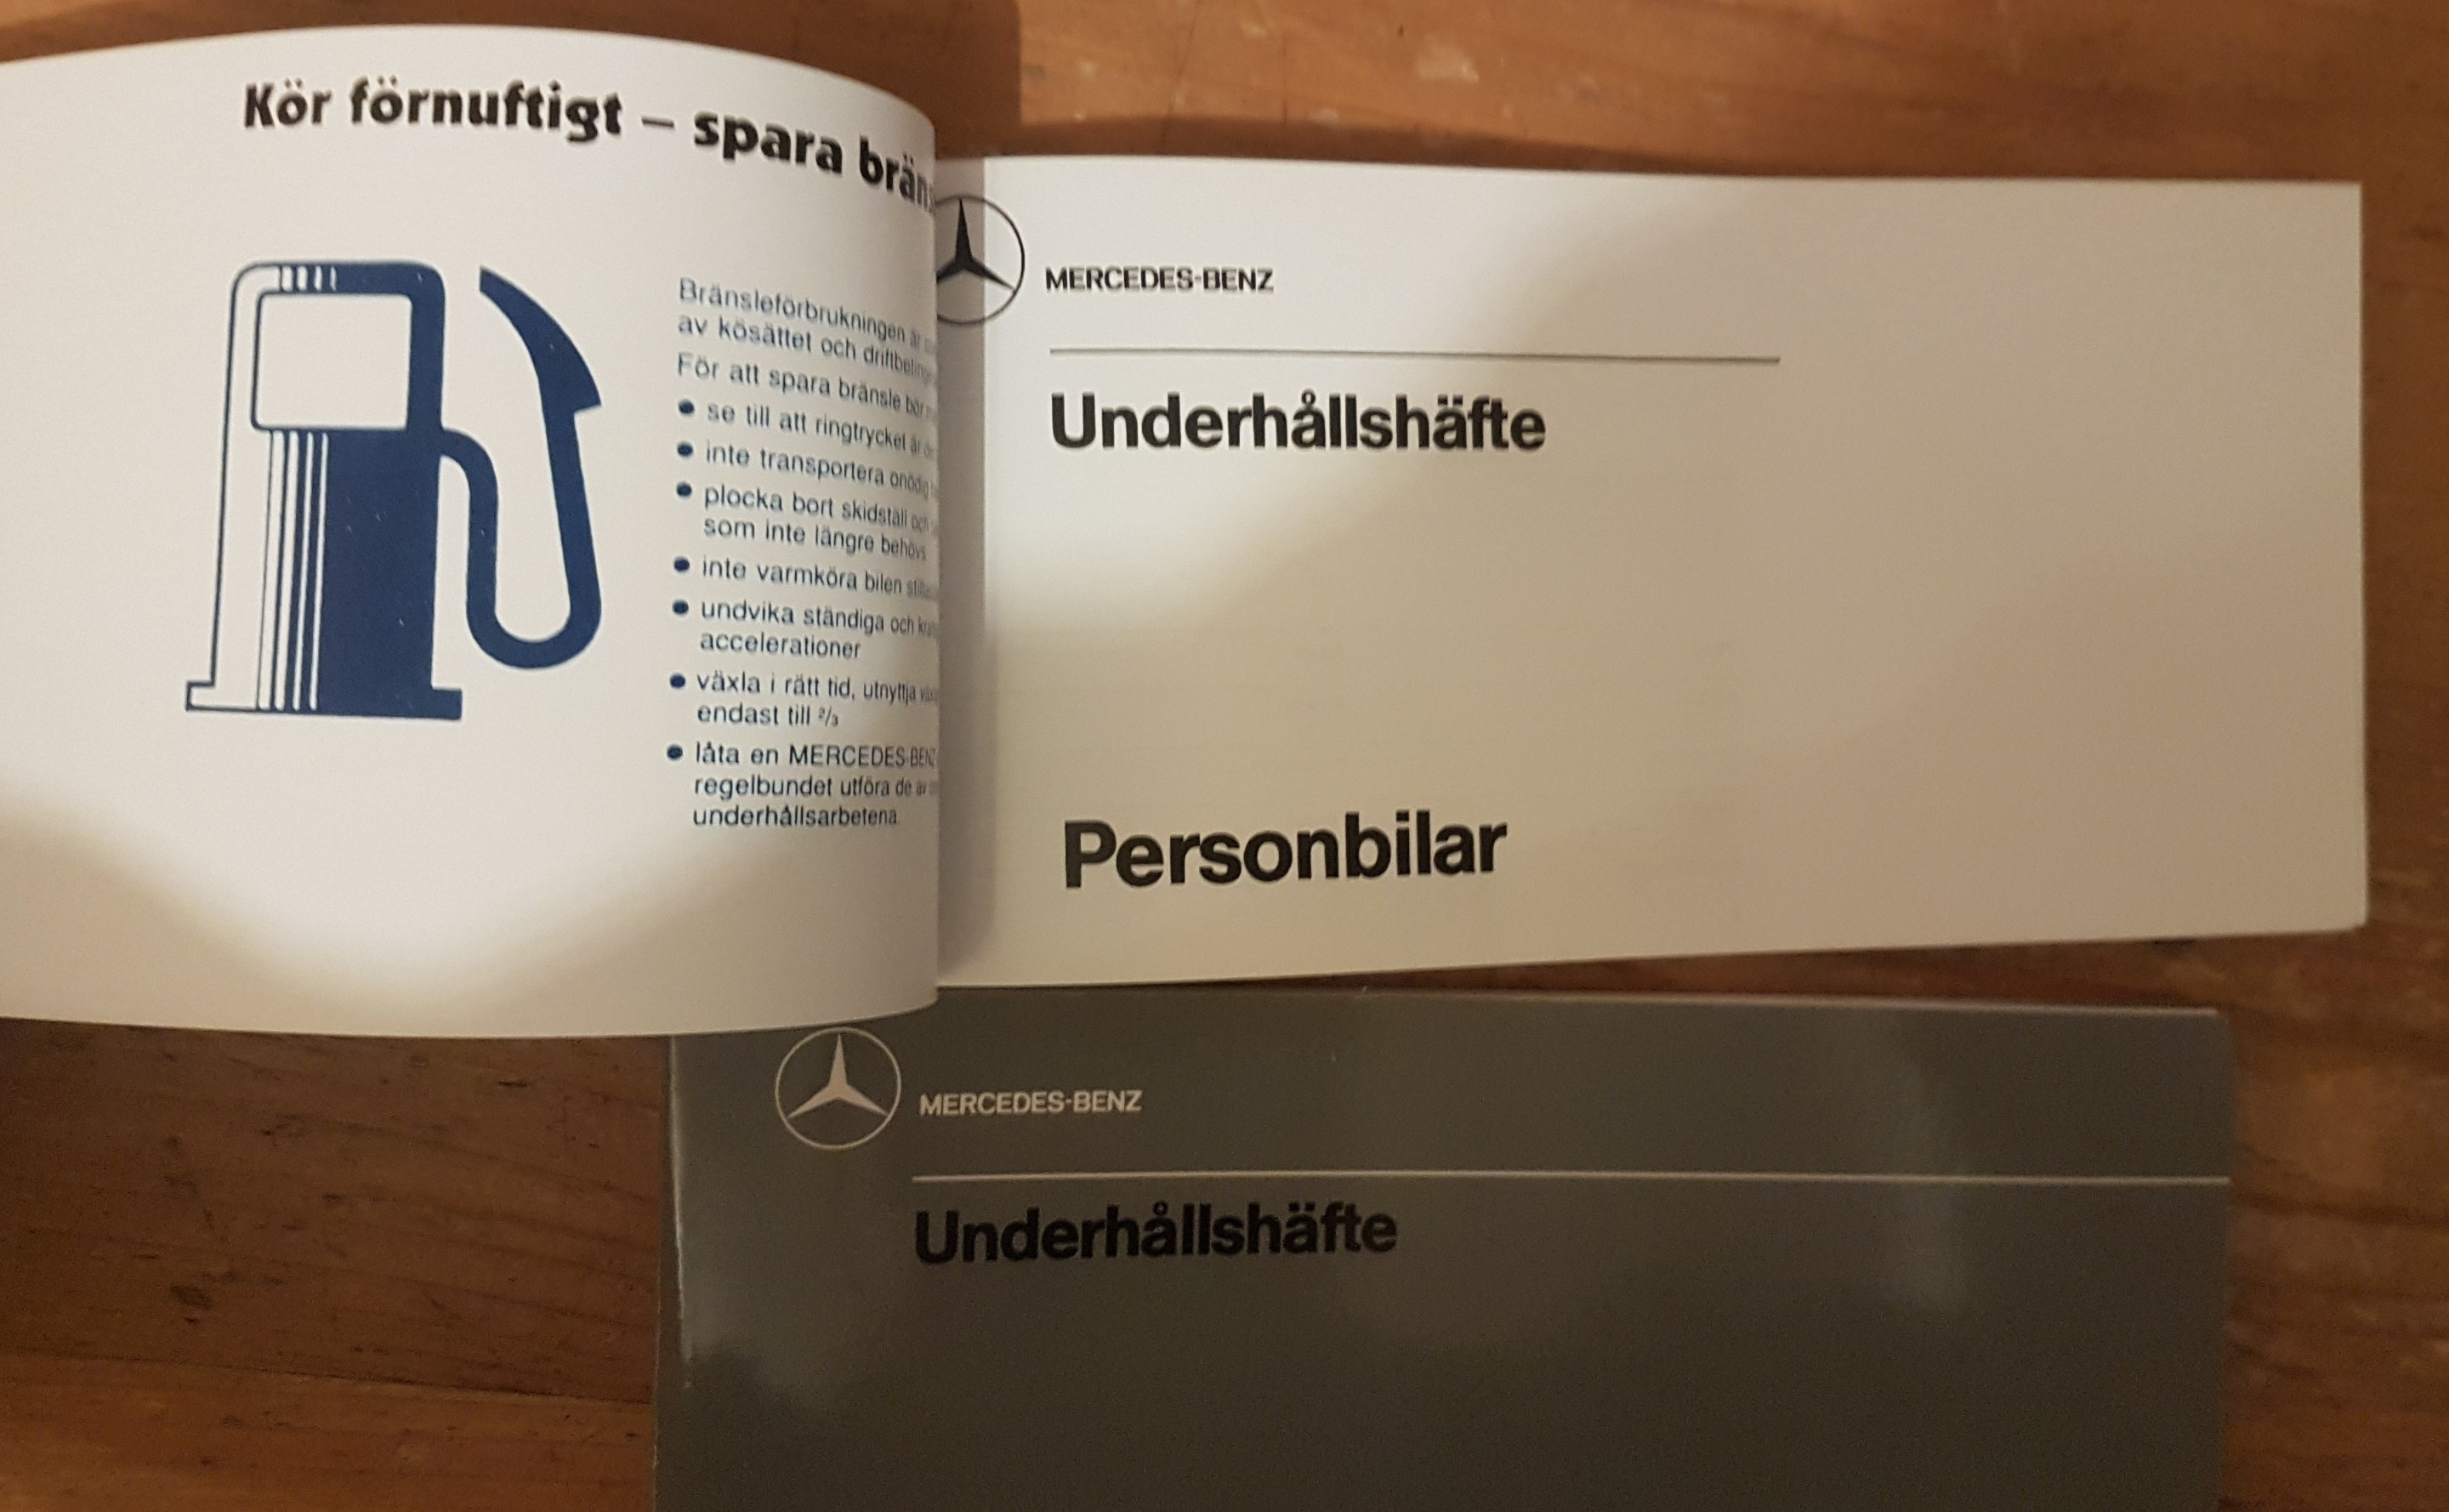 Kör förnuftigt – spara
Bränsleförbrukningen är
av kösättet och
För att spara bränsle bör
● se till att ringtrycket är
● inte transportera onödig
● plocka bort skidställ och
som inte längre behövs
● inte varmköra bilen
● undvika ständiga och
accelerationer
● växla i rätt tid, utnyttja
endast till ²/₃
● låta en MERCEDES-BENZ
regelbundet utföra de av
underhållsarbetena.
MERCEDES-BENZ
Underhållshäfte
Personbilar
MERCEDES-BENZ
Underhållshäfte